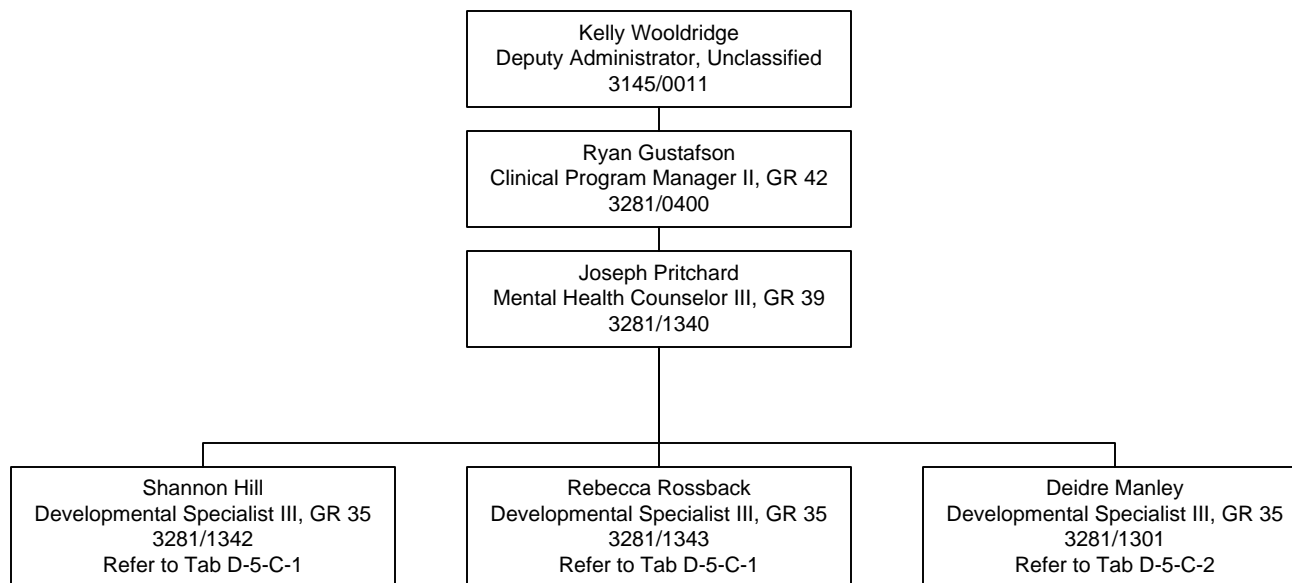 Kelly Wooldridge
Deputy Administrator, Unclassified
3145/0011
Ryan Gustafson
Clinical Program Manager II, GR 42
3281/0400
Joseph Pritchard
Mental Health Counselor III, GR 39
3281/1340
Shannon Hill
Developmental Specialist III, GR 35
3281/1342
Refer to Tab D-5-C-1
Rebecca Rossback
Developmental Specialist III, GR 35
3281/1343
Refer to Tab D-5-C-1
Deidre Manley
Developmental Specialist III, GR 35
3281/1301
Refer to Tab D-5-C-2